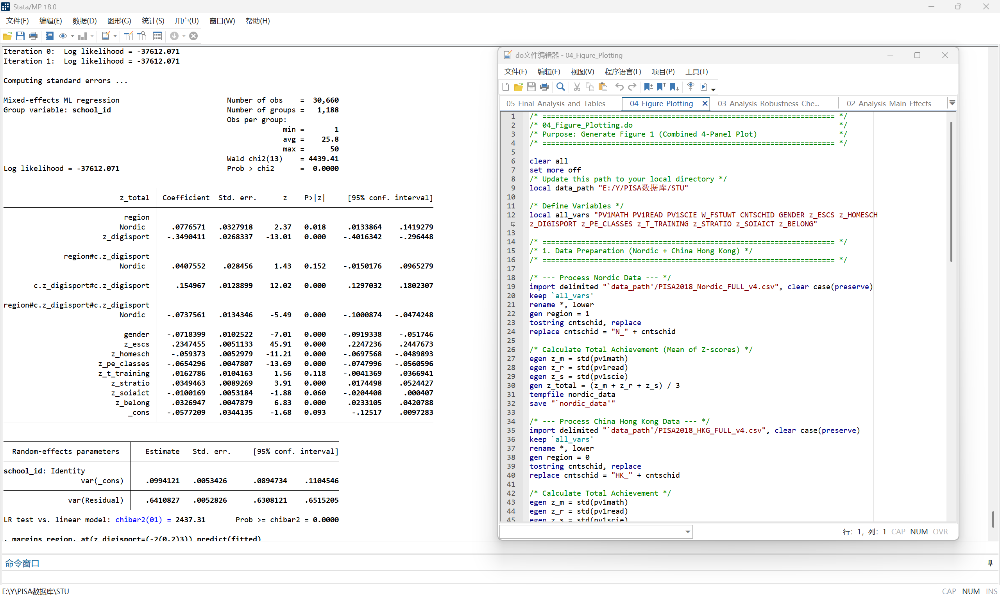 Stata/MP 18.0
文件(F) 编辑(E) 数据(D) 图形(G) 统计(S) 用户(U) 窗口(W) 帮助(H)
Iteration 0:  Log likelihood = -37612.071
Iteration 1:  Log likelihood = -37612.071
Computing standard errors ...
Mixed-effects ML regression Number of obs = 30,660
Group variable: school_id Number of groups = 1,188
Obs per group:
min = 1
avg = 25.8
max = 50
Wald chi2(13) = 4439.41
Log likelihood = -37612.071 Prob > chi2 = 0.0000
z_total Coefficient Std. err. z P>|z| [95% conf. interval]
region
Nordic .0776571 .0327918 2.37 0.018 .0133864 .1419279
z_digisport -.3490411 .0268337 -13.01 0.000 -.4016342 -.296448
region#c.z_digisport
Nordic .0407552 .028456 1.43 0.152 -.0150176 .0965279
c.z_digisport#c.z_digisport .154967 .0128899 12.02 0.000 .1297032 .1802307
region#c.z_digisport#c.z_digisport
Nordic -.0737561 .0134346 -5.49 0.000 -.1000874 -.0474248
gender -.0718399 .0102522 -7.01 0.000 -.0919338 -.051746
z_escs .2347455 .0051133 45.91 0.000 .2247236 .2447673
z_homesch -.059373 .0052979 -11.21 0.000 -.0697568 -.0489893
z_pe_classes -.0654296 .0047807 -13.69 0.000 -.0747996 -.0560596
z_t_training .0162786 .0104163 1.56 0.118 -.0041369 .0366941
z_stratio .0349463 .0089269 3.91 0.000 .0174498 .0524427
z_soiaict -.0100169 .0053184 -1.88 0.060 -.0204408 .000407
z_belong .0326947 .0047879 6.83 0.000 .0233105 .0420788
_cons -.0577209 .0344135 -1.68 0.093 -.12517 .0097283
Random-effects parameters Estimate Std. err. [95% conf. interval]
school_id: Identity
var(_cons) .0994121 .0053426 .0894734 .1104546
var(Residual) .6410827 .0052826 .6308121 .6515205
LR test vs. linear model: chibar2(01) = 2437.31 Prob >= chibar2 = 0.0000
. margins region, at(z_digisport=(-2(0.2)3)) predict(fitted)
do文件编辑器 - 04_Figure_Plotting
文件(F) 编辑(E) 视图(V) 程序语言(L) 项目(P) 工具(T)
05_Final_Analysis_and_Tables 04_Figure_Plotting 03_Analysis_Robustness_Che... 02_Analysis_Main_Effects
1 /* ==================================================================== */
2 /* 04_Figure_Plotting.do */
3 /* Purpose: Generate Figure 1 (Combined 4-Panel Plot) */
4 /* ==================================================================== */
5
6 clear all
7 set more off
8 /* Update this path to your local directory */
9 local data_path "E:/Y/PISA数据库/STU"
10
11 /* Define Variables */
12 local all_vars "PV1MATH PV1READ PV1SCIE W_FSTUWT CNTSCHID GENDER z_ESCS z_HOMESCH
z_DIGISPORT z_PE_CLASSES z_T_TRAINING z_STRATIO z_SOIAICT z_BELONG"
13
14 /* ==================================================================== */
15 /* 1. Data Preparation (Nordic + China Hong Kong) */
16 /* ==================================================================== */
17
18 /* --- Process Nordic Data --- */
19 import delimited "`data_path'/PISA2018_Nordic_FULL_v4.csv", clear case(preserve)
20 keep `all_vars'
21 rename *, lower
22 gen region = 1
23 tostring cntschid, replace
24 replace cntschid = "N_" + cntschid
25
26 /* Calculate Total Achievement (Mean of Z-scores) */
27 egen z_m = std(pv1math)
28 egen z_r = std(pv1read)
29 egen z_s = std(pv1scie)
30 gen z_total = (z_m + z_r + z_s) / 3
31 tempfile nordic_data
32 save "`nordic_data'"
33
34 /* --- Process China Hong Kong Data --- */
35 import delimited "`data_path'/PISA2018_HKG_FULL_v4.csv", clear case(preserve)
36 keep `all_vars'
37 rename *, lower
38 gen region = 0
39 tostring cntschid, replace
40 replace cntschid = "HK_" + cntschid
41
42 /* Calculate Total Achievement */
43 egen z_m = std(pv1math)
44 egen z_r = std(pv1read)
45 egen z_s = std(pv1scie)
行: 1, 列: 1 CAP NUM OVR
命令窗口
E:\Y\PISA数据库\STU CAP NUM INS